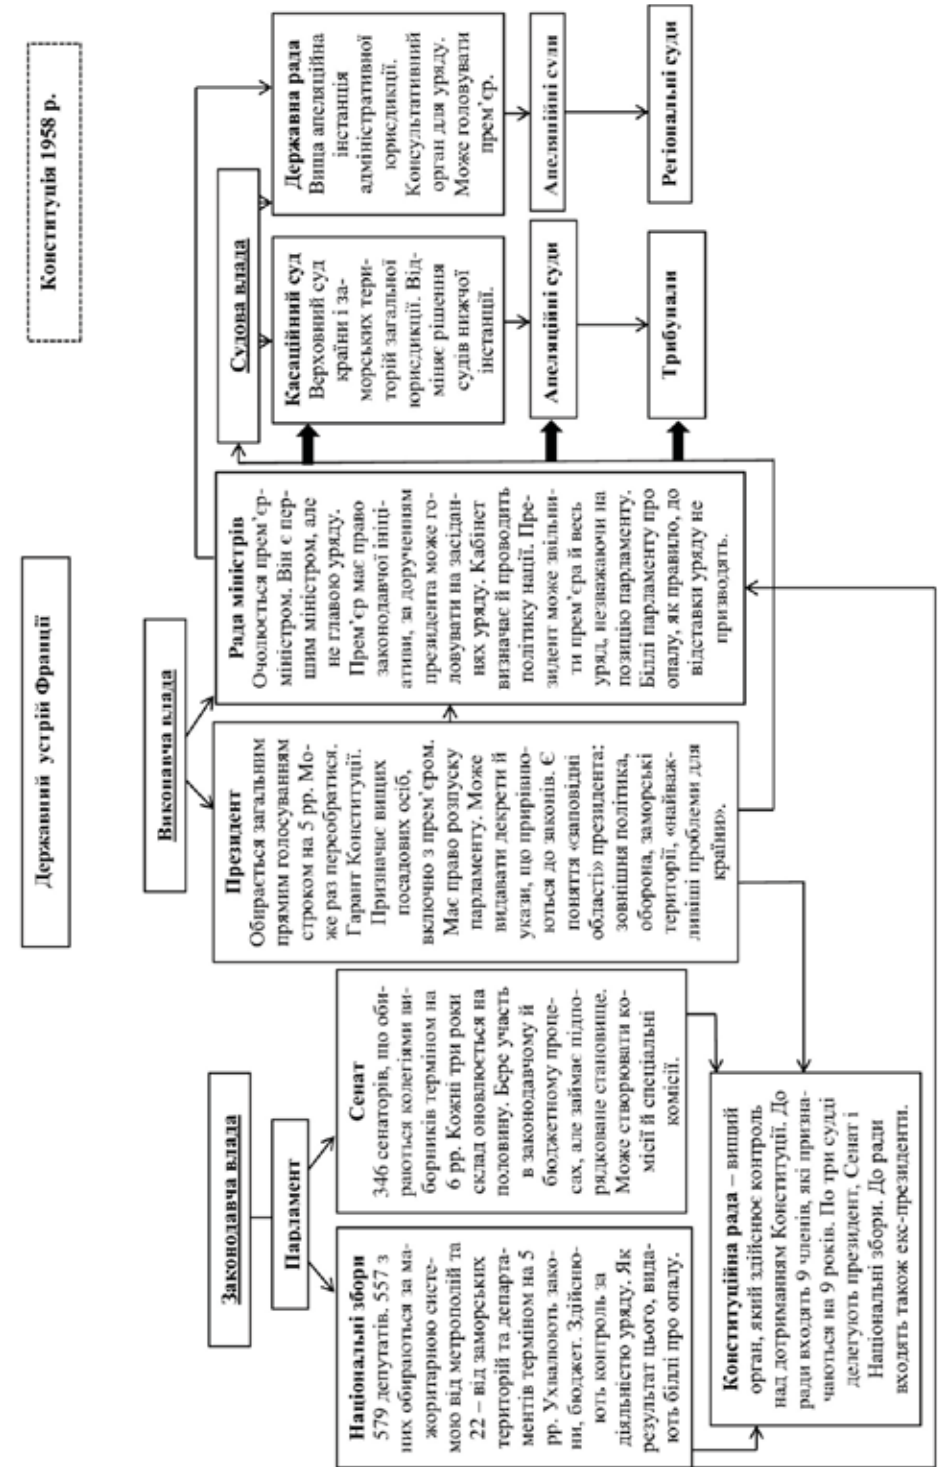 Державний устрій Франції
Конституція 1958 р.
Законодавча влада
Парламент
Національні збори
579 депутатів. 557 з
них обираються за ма-
жоритарною систе-
мою від метрополій та
22 – від заморських
територій та департа-
ментів терміном на 5
рр. Ухвалюють зако-
ни, бюджет. Здійсню-
ють контроль за
діяльністю уряду. Як
результат цього, вида-
ють біллі про опалу.
Сенат
346 сенаторів, що оби-
раються колегіями ви-
борників терміном на
6 рр. Кожні три роки
склад оновлюється на
половину. Бере участь
в законодавчому й
бюджетному проце-
сах, але займає підпо-
рядковане становище.
Може створювати ко-
місії й спеціальні
комісії.
Конституційна рада – вищий
орган, який здійснює контроль
над дотриманням Конституції. До
ради входять 9 членів, які призна-
чаються на 9 років. По три судді
делегують президент, Сенат і
Національні збори. До ради
входять також екс-президенти.
Виконавча влада
Президент
Обирається загальним
прямим голосуванням
строком на 5 рр. Мо-
же раз переобратися.
Гарант Конституції.
Призначає вищих
посадових осіб,
включно з прем’єром.
Має право розпуску
парламенту. Може
видавати декрети й
укази, що прирівню-
ються до законів. Є
поняття «заповідні
області» президента:
зовнішня політика,
оборона, заморські
території, «найваж-
ливіші проблеми для
країни».
Рада міністрів
Очолюється прем’єр-
міністром. Він є пер-
шим міністром, але
не главою уряду.
Прем’єр має право
законодавчої ініці-
ативи, за дорученням
президента може го-
ловувати на засідан-
нях уряду. Кабінет
визначає й проводить
політику нації. Пре-
зидент може звільни-
ти прем’єра й весь
уряд, незважаючи на
позицію парламенту.
Біллі парламенту про
опалу, як правило, до
відставки уряду не
призводять.
Судова влада
Касаційний суд
Верховний суд
країни і за-
морських тери-
торій загальної
юрисдикції. Від-
міняє рішення
судів нижчої
інстанції.
Апеляційні суди
Трибунали
Державна рада
Вища апеляційна
інстанція
адміністративної
юрисдикції.
Консультативний
орган для уряду.
Може головувати
прем’єр.
Апеляційні суди
Регіональні суди